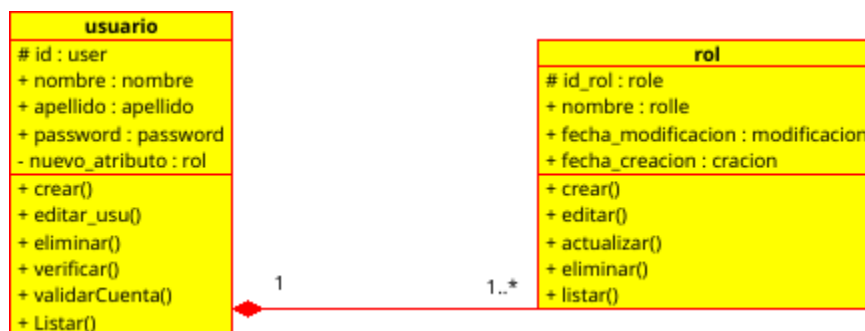 usuario
# id : user
+ nombre : nombre
+ apellido : apellido
+ password : password
- nuevo_atributo : rol
+ crear()
+ editar_usu()
+ eliminar()
+ verificar()
+ validarCuenta()
+ Listar()
1
1..*
rol
# id_rol : role
+ nombre : rolle
+ fecha_modificacion : modificacion
+ fecha_creacion : cracion
+ crear()
+ editar()
+ actualizar()
+ eliminar()
+ listar()